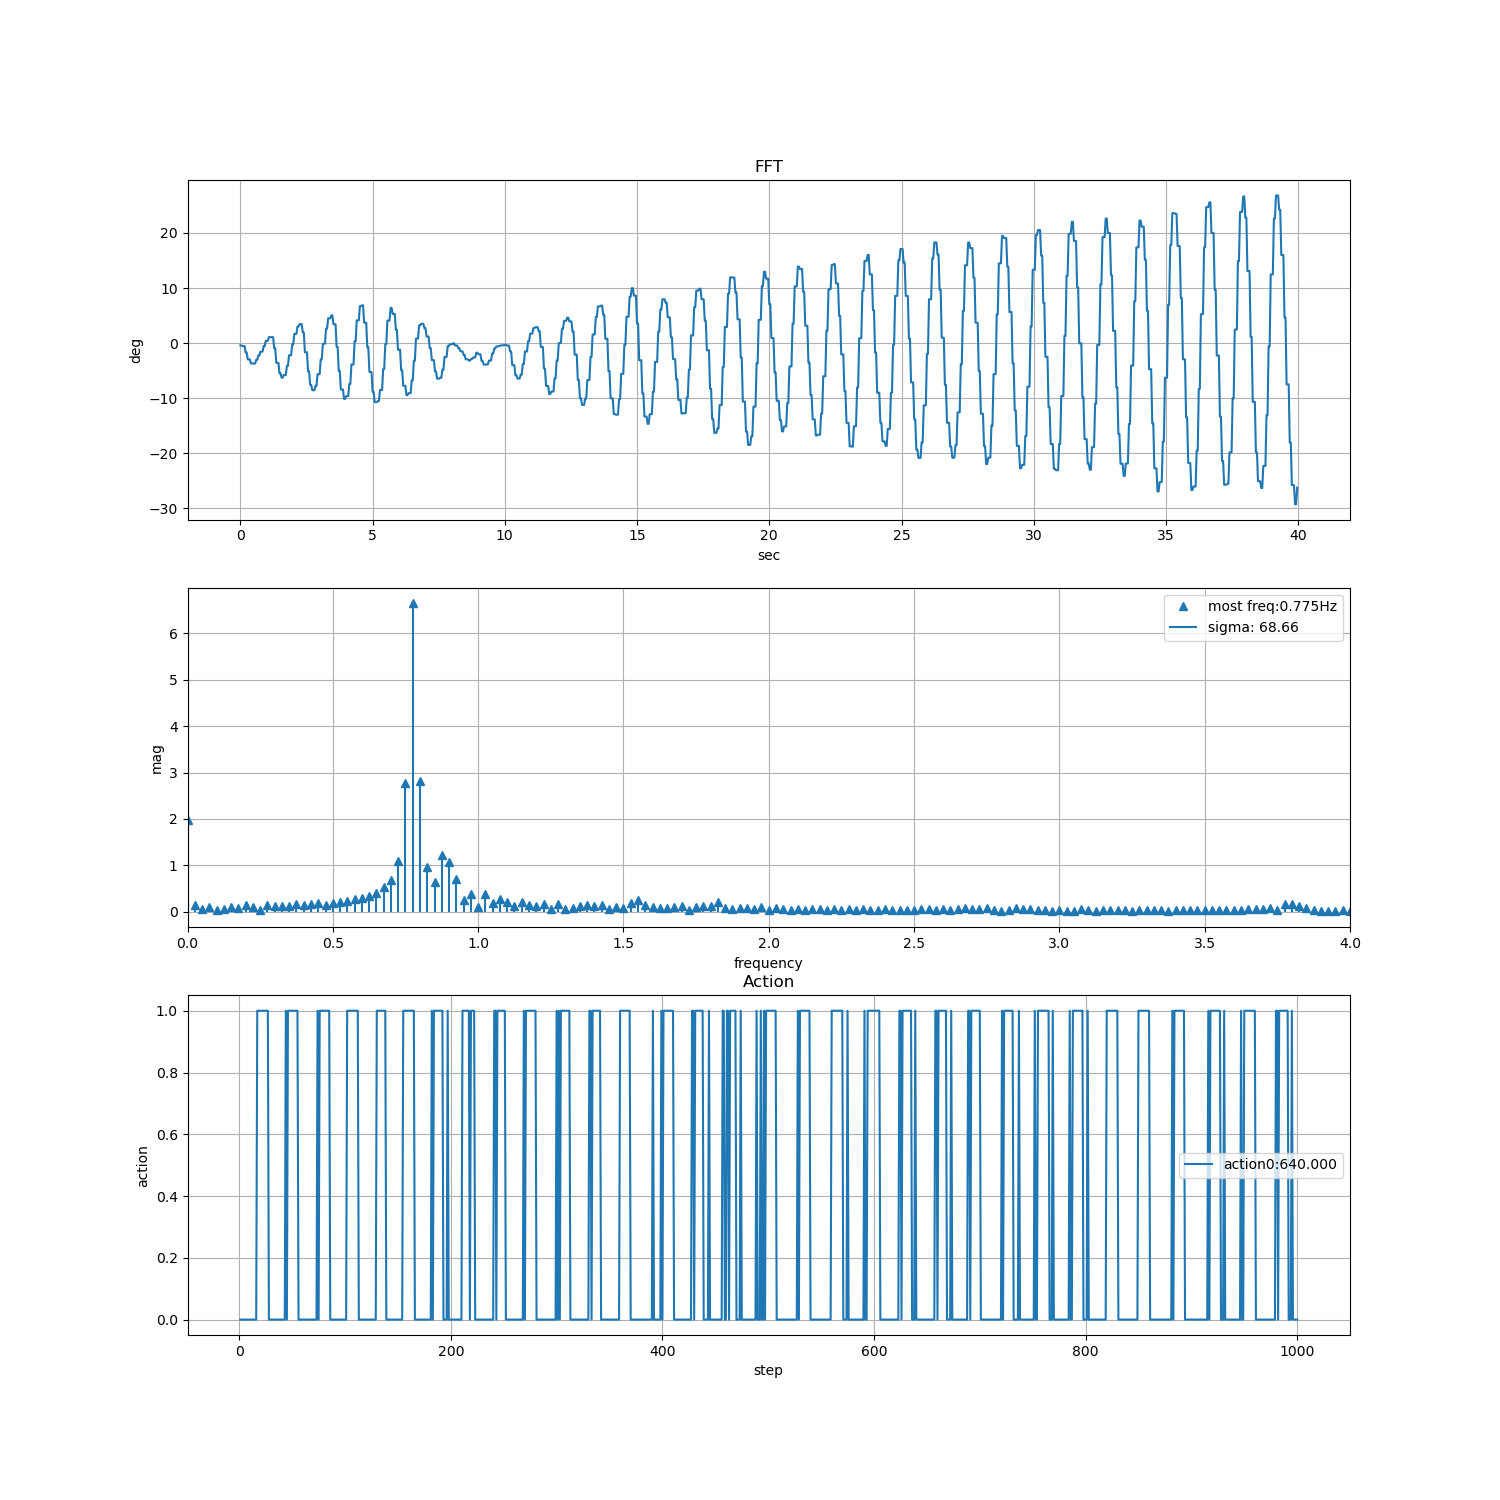 FFT
20
10
0
−10
−20
−30
deg
0 5 10 15 20 25 30 35 40
sec
most freq:0.775Hz
sigma: 68.66
6
5
4
3
2
1
0
mag
0.0 0.5 1.0 1.5 2.0 2.5 3.0 3.5 4.0
frequency
Action
1.0
0.8
0.6
0.4
0.2
0.0
action
action0:640.000
0 200 400 600 800 1000
step